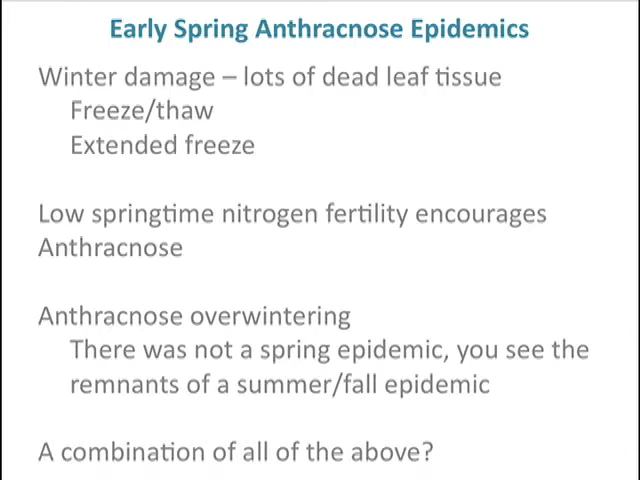 Early Spring Anthracnose Epidemics
Winter damage – lots of dead leaf tissue
Freeze/thaw
Extended freeze
Low springtime nitrogen fertility encourages
Anthracnose
Anthracnose overwintering
There was not a spring epidemic, you see the
remnants of a summer/fall epidemic
A combination of all of the above?